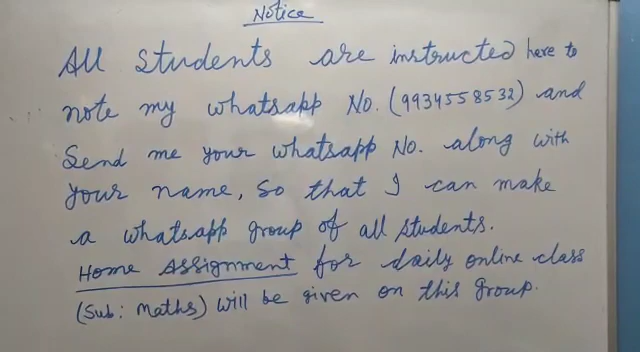 Notice
All students are instructed here to
note my whatsapp No. (9934558532) and
Send me your whatsapp No. along with
your name, So that I can make
a whatsapp group of all students.
Home Assignment for daily online class
(Sub: Maths) will be given on this group.